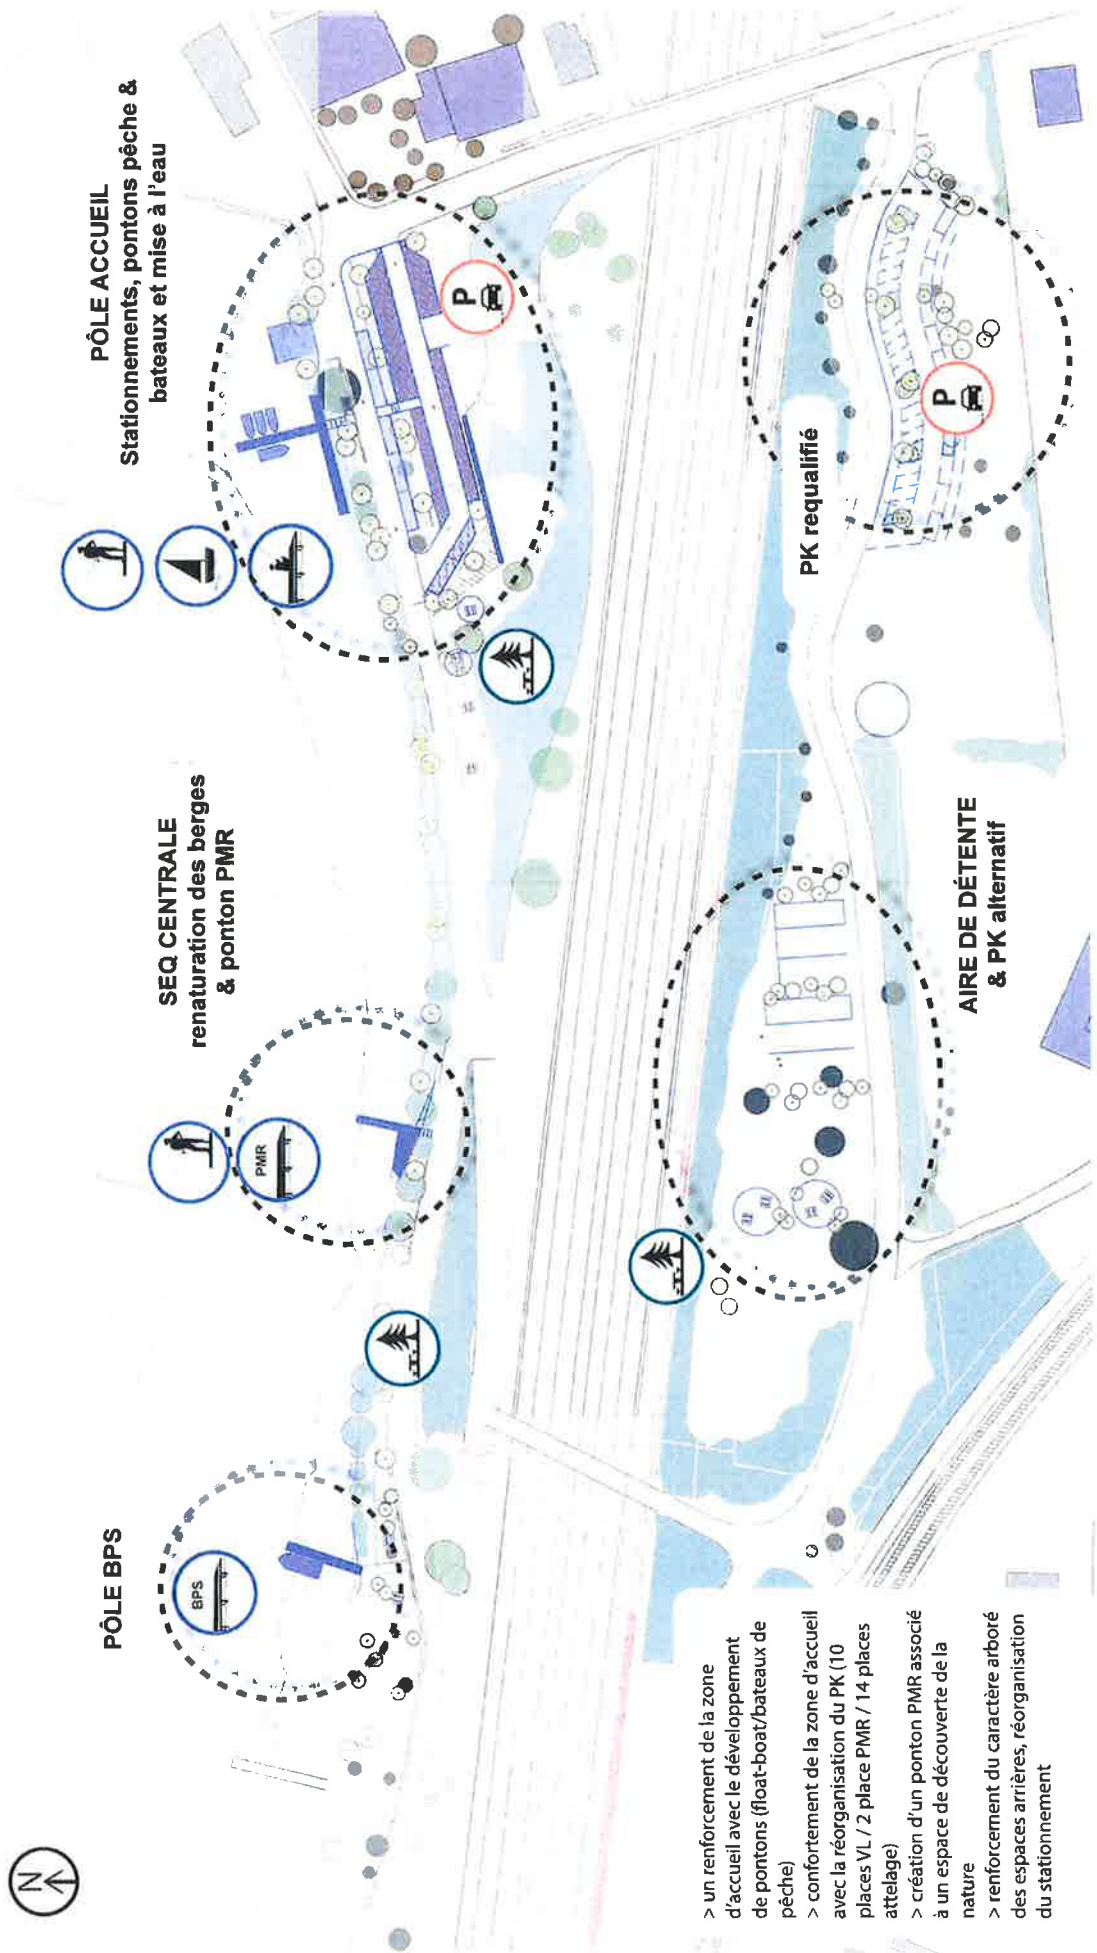 N
PÔLE BPS
BPS
SEQ CENTRALE
renaturation des berges
& ponton PMR
PMR
PÔLE ACCUEIL
Stationnements, pontons pêche &
bateaux et mise à l'eau
P
PK requalifié
P
AIRE DE DÉTENTE
& PK alternatif
> un renforcement de la zone
d'accueil avec le développement
de pontons (float-boat/bateaux de
pêche)
> confortement de la zone d'accueil
avec la réorganisation du PK (10
places VL / 2 place PMR / 14 places
attelage)
> création d'un ponton PMR associé
à un espace de découverte de la
nature
> renforcement du caractère arboré
des espaces arrières, réorganisation
du stationnement